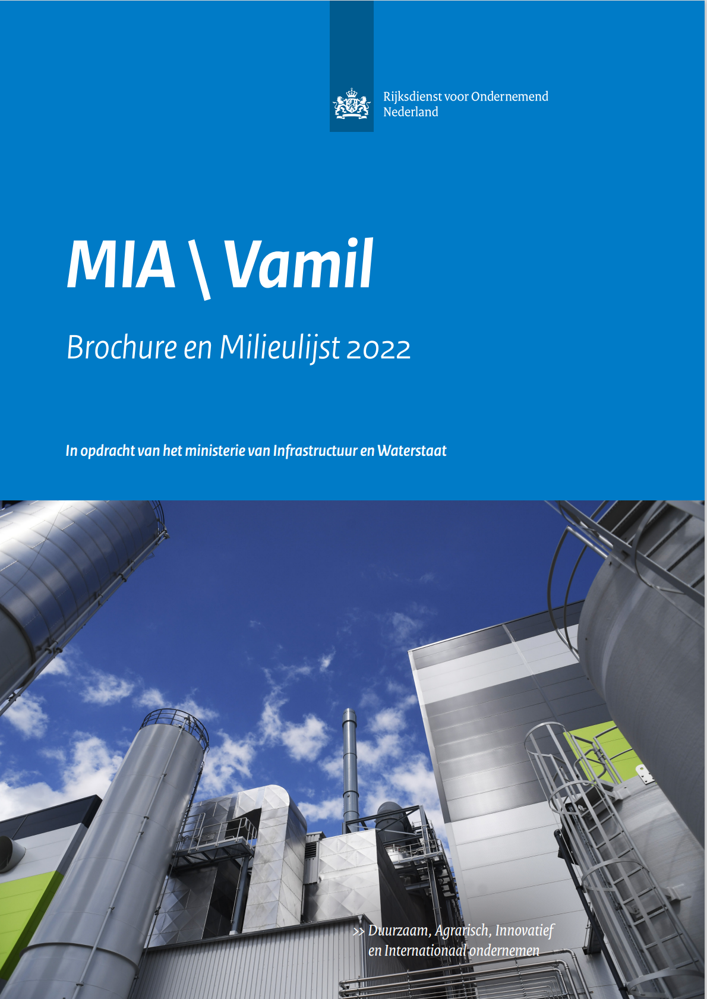 Rijksdienst voor Ondernemend
Nederland
MIA \ Vamil
Brochure en Milieulijst 2022
In opdracht van het ministerie van Infrastructuur en Waterstaat
>> Duurzaam, Agrarisch, Innovatief
en Internationaal ondernemen